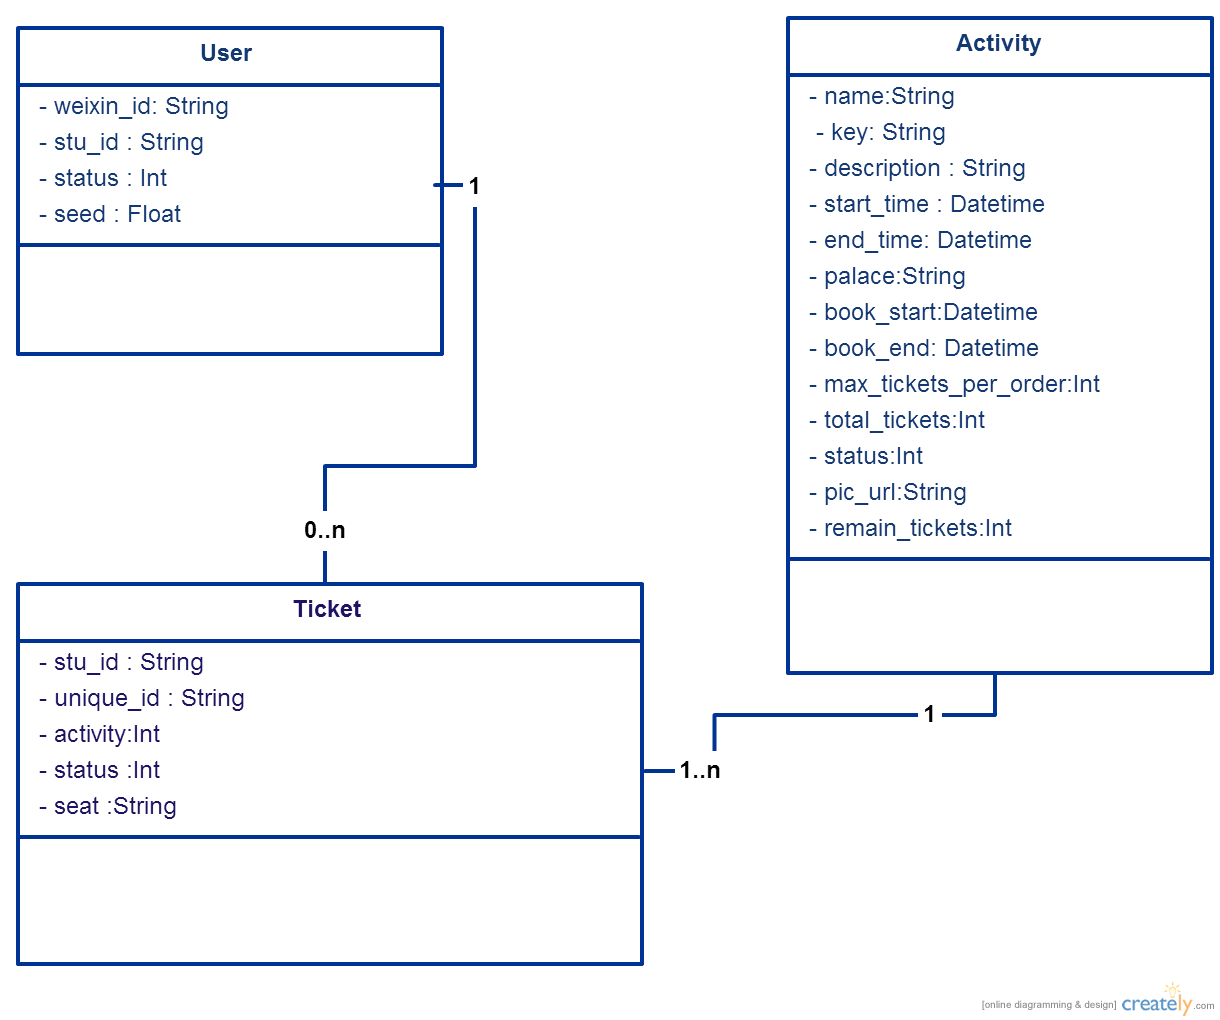 User
- weixin_id: String
- stu_id : String
- status : Int
- seed : Float
1
0..n
Activity
- name:String
- key: String
- description : String
- start_time : Datetime
- end_time: Datetime
- palace:String
- book_start:Datetime
- book_end: Datetime
- max_tickets_per_order:Int
- total_tickets:Int
- status:Int
- pic_url:String
- remain_tickets:Int
1
1..n
Ticket
- stu_id : String
- unique_id : String
- activity:Int
- status :Int
- seat :String
[online diagramming & design] creately.com